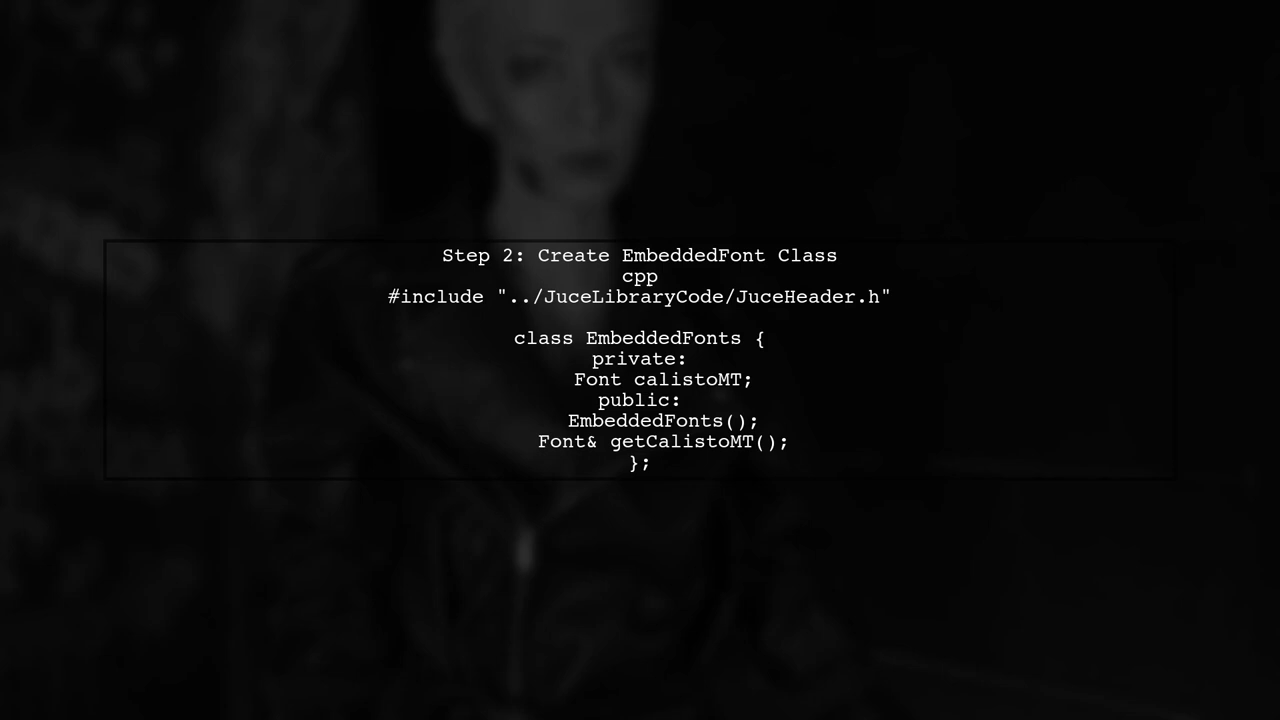 Step 2: Create EmbeddedFont Class
cpp
#include "../JuceLibraryCode/JuceHeader.h"
class EmbeddedFonts {
private:
Font calistoMT;
public:
EmbeddedFonts();
Font& getCalistoMT();
};